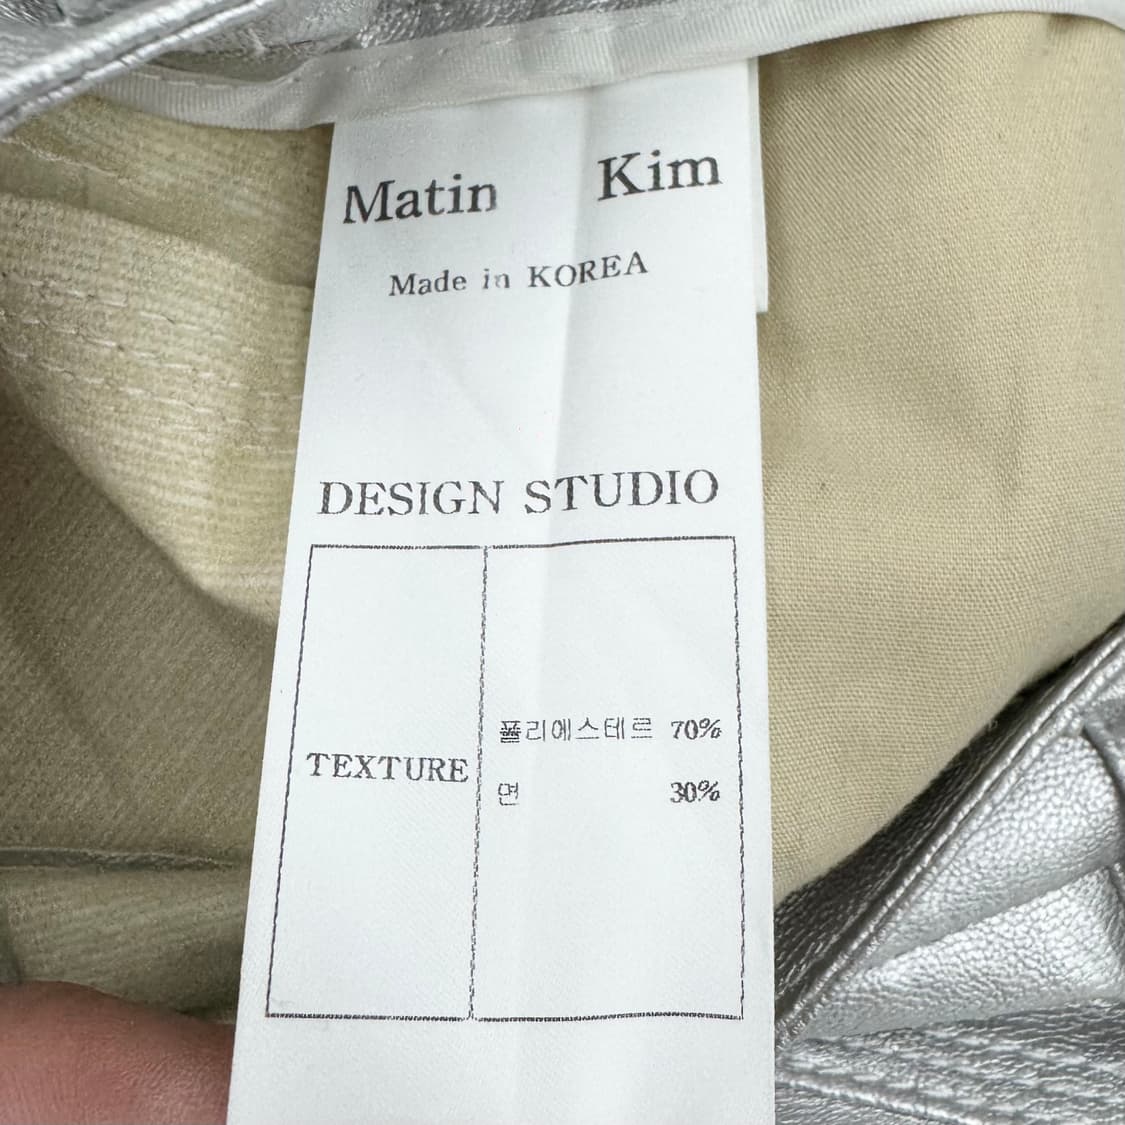 Matin Kim
Made in KOREA
DESIGN STUDIO
TEXTURE
폴리에스테르 70%
면 30%